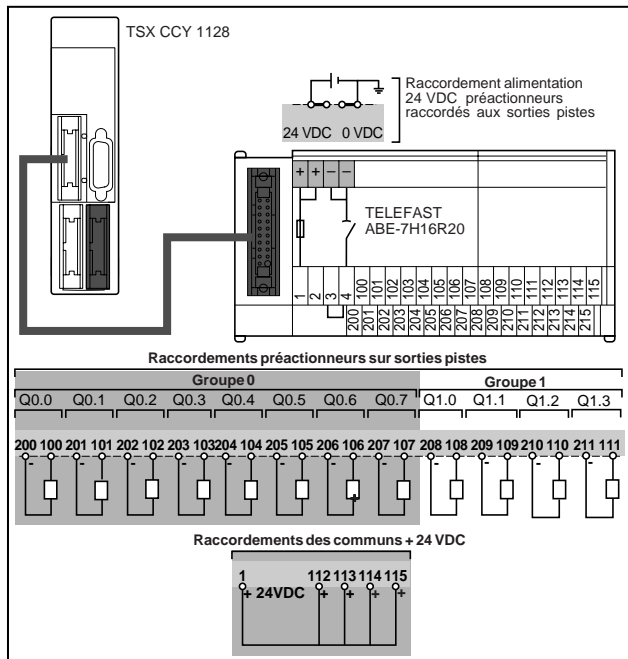 TSX CCY 1128
Raccordement alimentation
24 VDC préactionneurs
raccordés aux sorties pistes
24 VDC 0 VDC
+ + – –
TELEFAST
ABE-7H16R20
1 2 3 4 100 101 102 103 104 105 106 107 108 109 110 111 112 113 114 115
200 201 202 203 204 205 206 207 208 209 210 211 212 213 214 215
Raccordements préactionneurs sur sorties pistes
Groupe 0 Groupe 1
Q0.0 Q0.1 Q0.2 Q0.3 Q0.4 Q0.5 Q0.6 Q0.7 Q1.0 Q1.1 Q1.2 Q1.3
200 100 201 101 202 102 203 103 204 104 205 105 206 106 207 107 208 108 209 109 210 110 211 111
- - - - - - - - - - - -
+
Raccordements des communs + 24 VDC
1 112 113 114 115
+ 24VDC + + + +